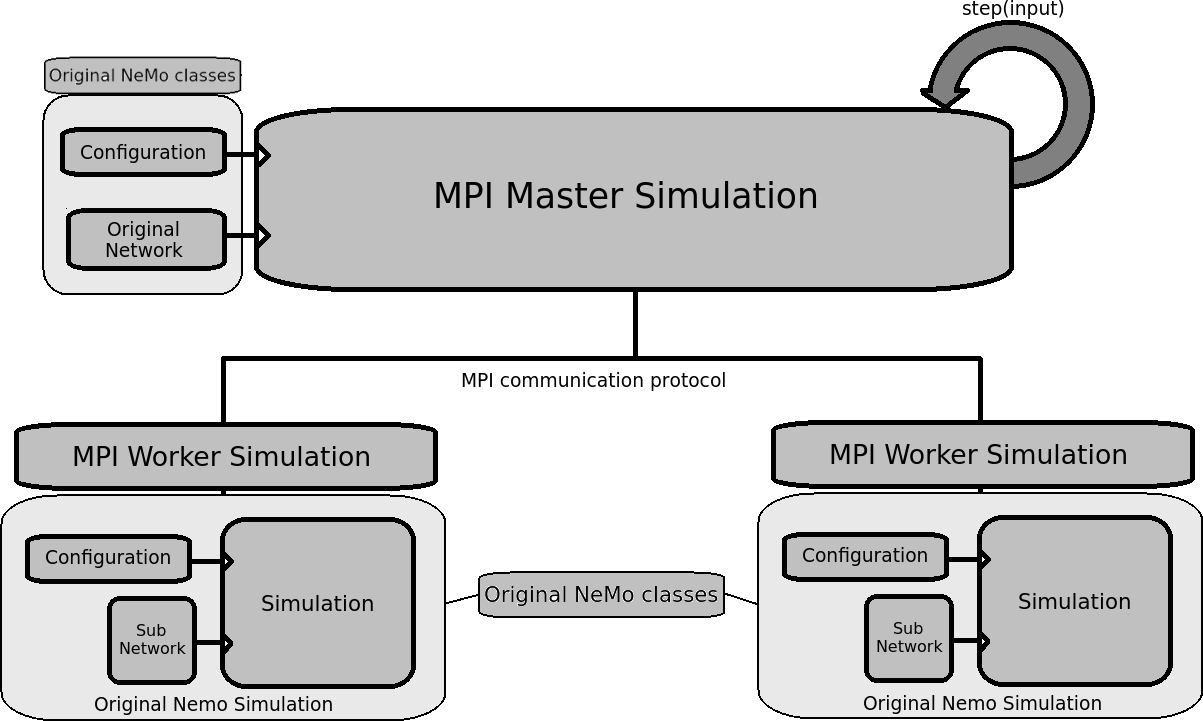 step(input)
Original NeMo classes
Configuration
Original
Network
MPI Master Simulation
MPI communication protocol
MPI Worker Simulation
Configuration
Sub
Network
Simulation
Original Nemo Simulation
Original NeMo classes
MPI Worker Simulation
Configuration
Sub
Network
Simulation
Original Nemo Simulation